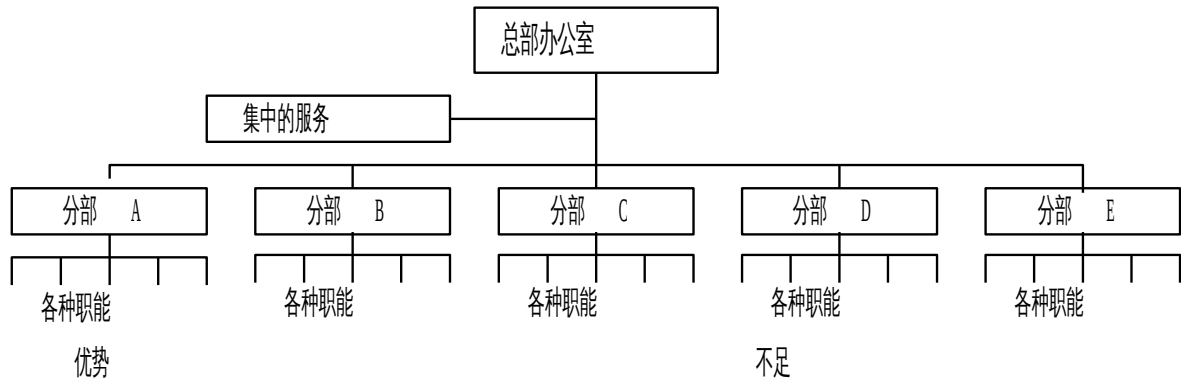 总部办公室
集中的服务
分部 A 分部 B 分部 C 分部 D 分部 E
各种职能 各种职能 各种职能 各种职能 各种职能
优势 不足